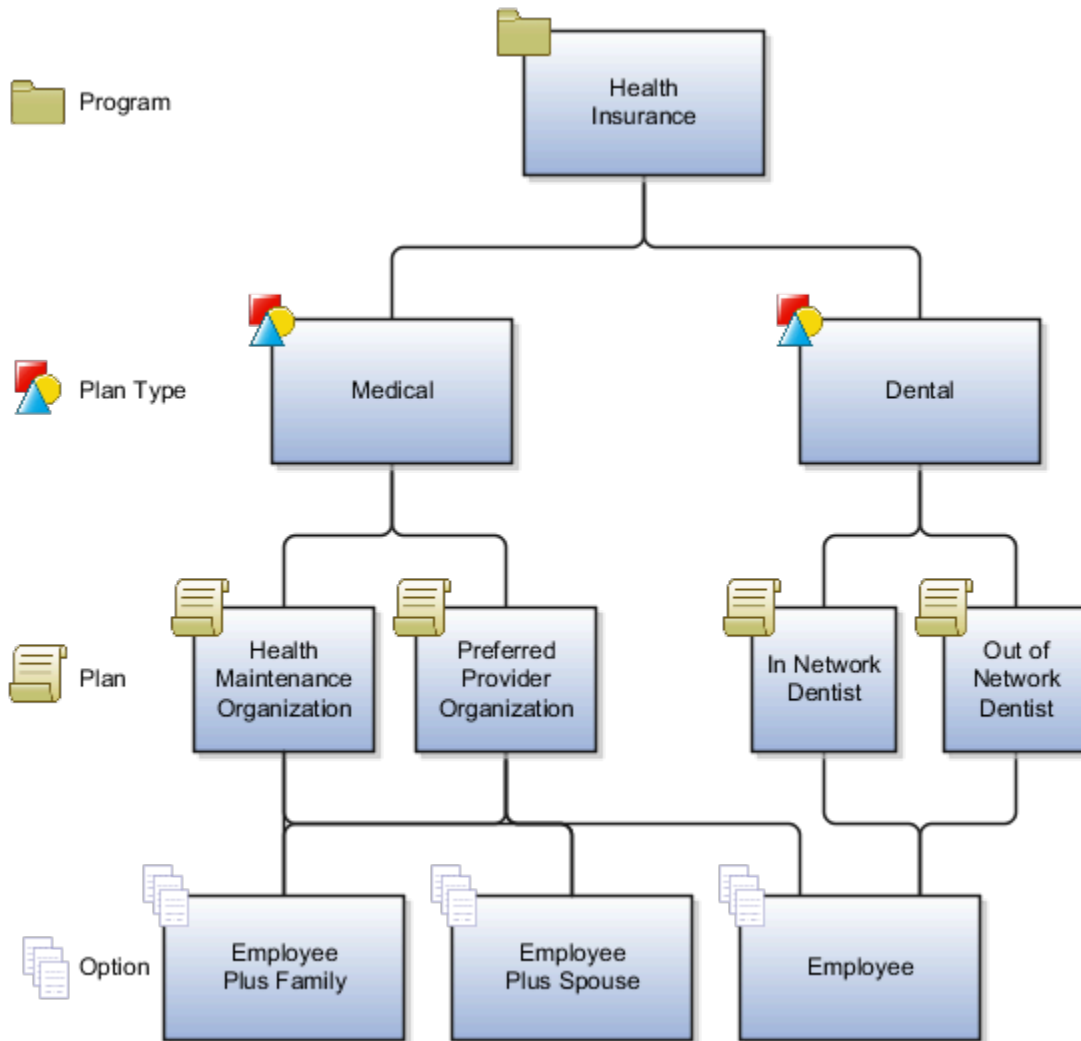 Program
Health
Insurance
Plan Type
Medical
Dental
Plan
Health
Maintenance
Organization
Preferred
Provider
Organization
In Network
Dentist
Out of
Network
Dentist
Option
Employee
Plus Family
Employee
Plus Spouse
Employee